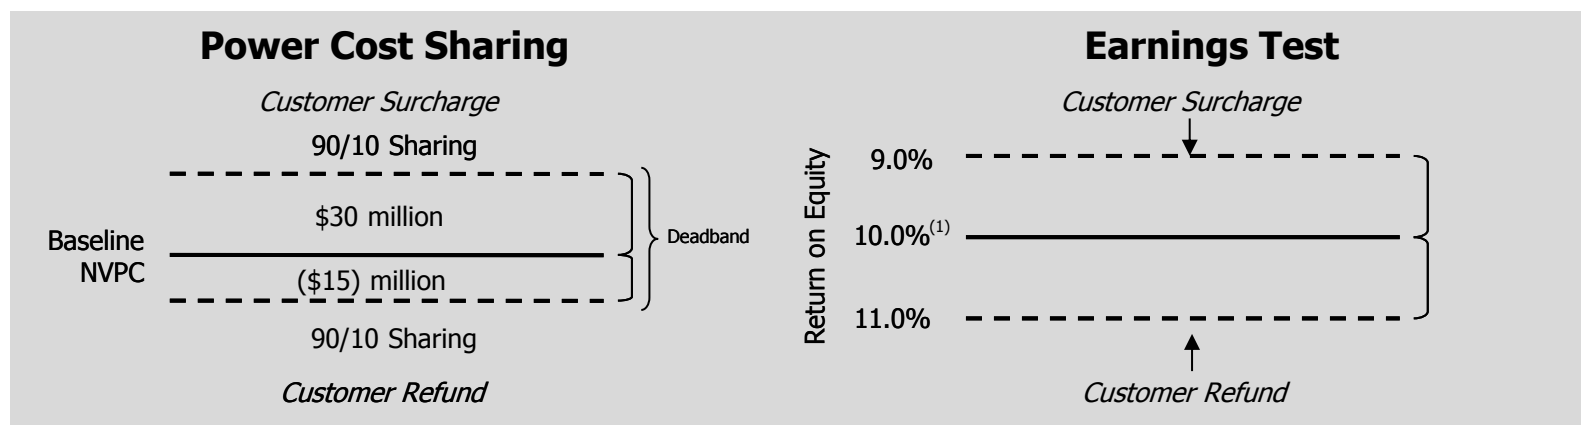 Power Cost Sharing
Customer Surcharge
90/10 Sharing
$30 million
Deadband
Baseline
NVPC
($15) million
90/10 Sharing
Customer Refund
Earnings Test
Customer Surcharge
Return on Equity
9.0%
10.0%(1)
11.0%
Customer Refund